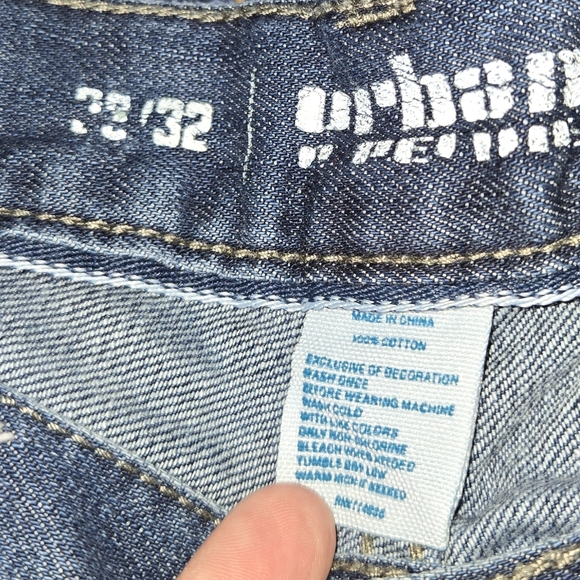 /32
urban
MADE IN CHINA
100% COTTON
EXCLUSIVE OF DECORATION
WASH ONCE
BEFORE WEARING MACHINE
WASH COLD
WITH LIKE COLORS
ONLY NON CHLORINE
BLEACH WHEN NEEDED
TUMBLE DRY LOW
WARM IRON IF NEEDED